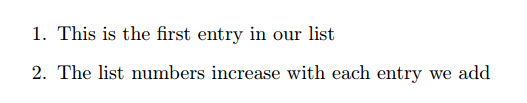 1. This is the first entry in our list
2. The list numbers increase with each entry we add